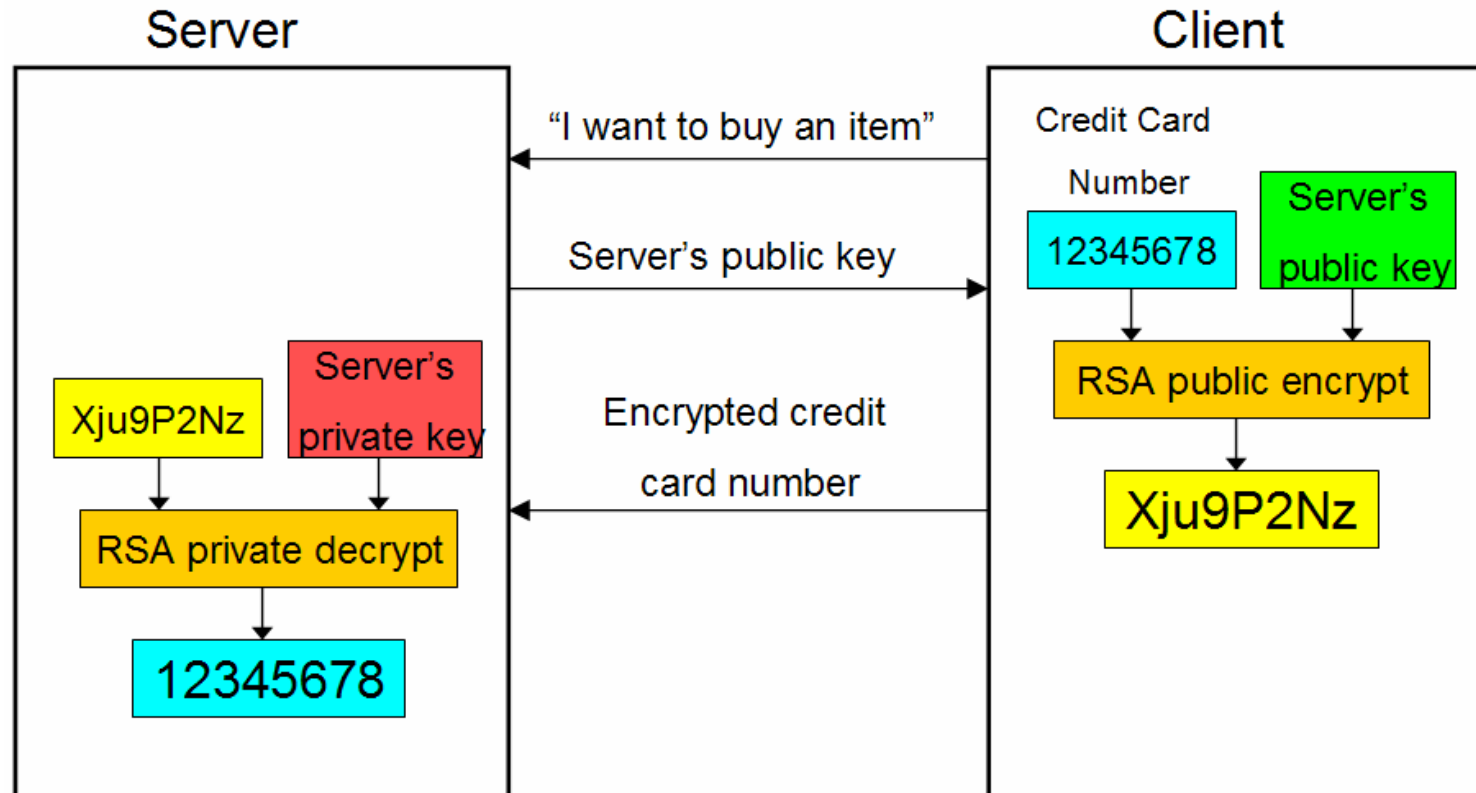 Server
Client
“I want to buy an item”
Credit Card
Number
12345678
Server’s
public key
Server’s public key
RSA public encrypt
Xju9P2Nz
Encrypted credit
card number
Xju9P2Nz
Server’s
private key
RSA private decrypt
12345678